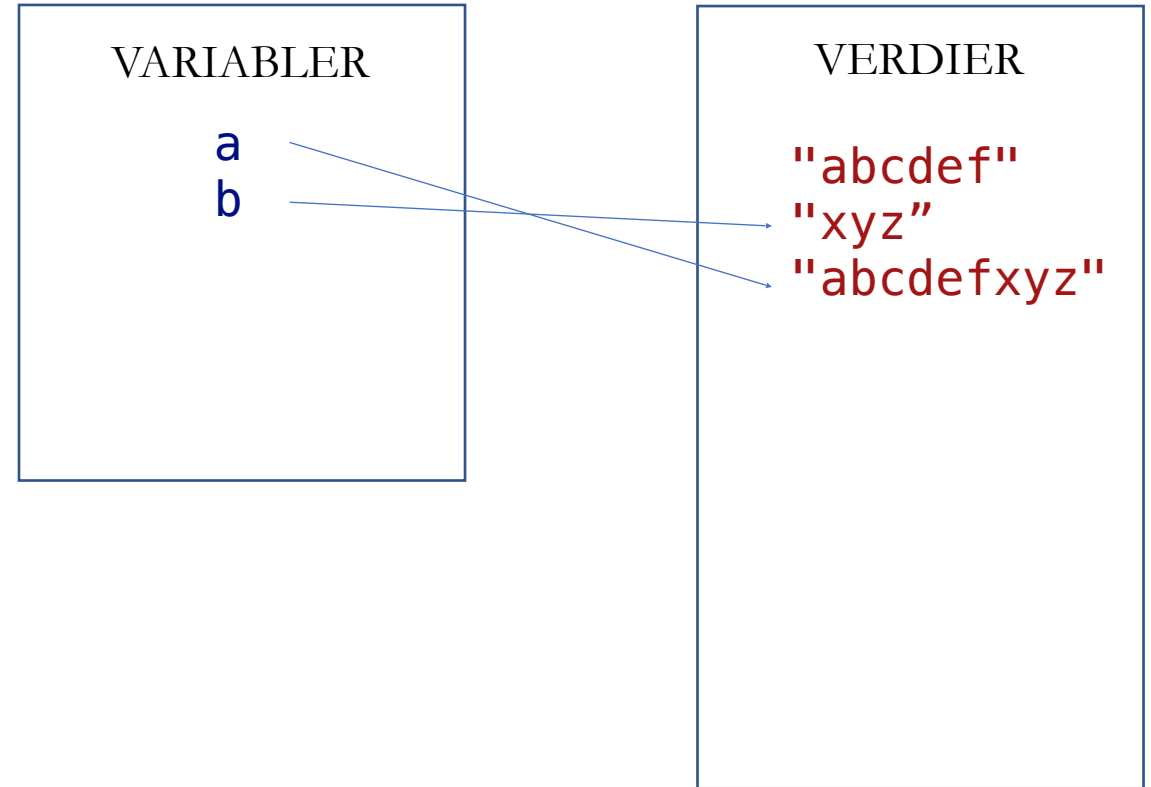 VARIABLER
a
b
VERDIER
"abcdef"
"xyz”
"abcdefxyz"